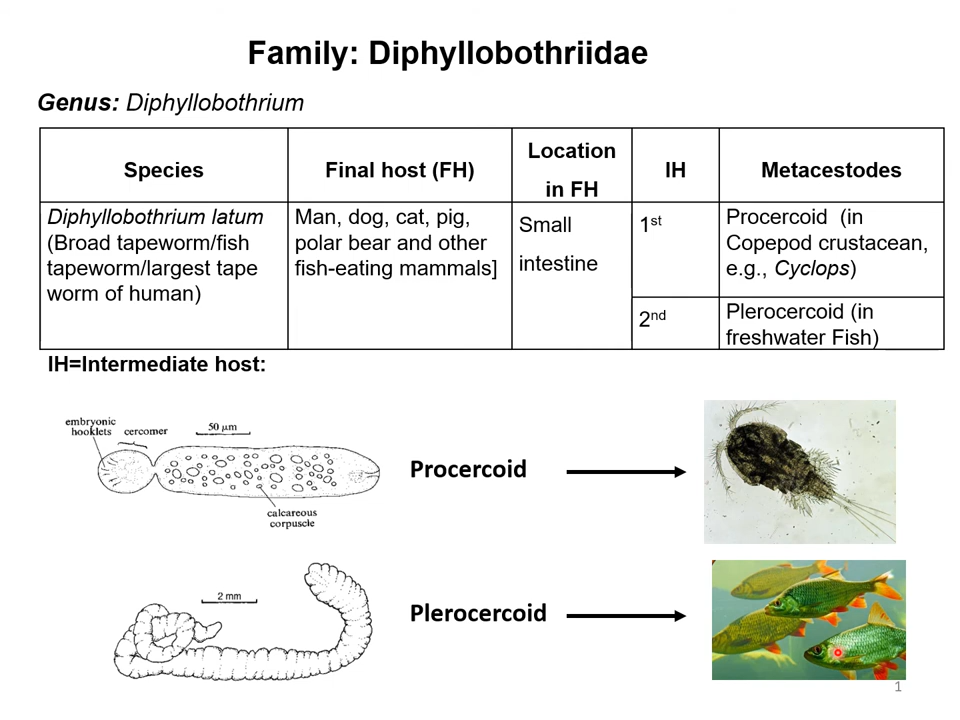 Family: Diphyllobothriidae
Genus: Diphyllobothrium
Species
Final host (FH)
Location
in FH
IH
Metacestodes
Diphyllobothrium latum
(Broad tapeworm/fish
tapeworm/largest tape
worm of human)
Man, dog, cat, pig,
polar bear and other
fish-eating mammals]
Small
intestine
1st
Procercoid (in
Copepod crustacean,
e.g., Cyclops)
2nd
Plerocercoid (in
freshwater Fish)
IH=Intermediate host:
embryonic
hooklets
cercomer
50 µm
calcareous
corpuscle
Procercoid
2 mm
Plerocercoid
1